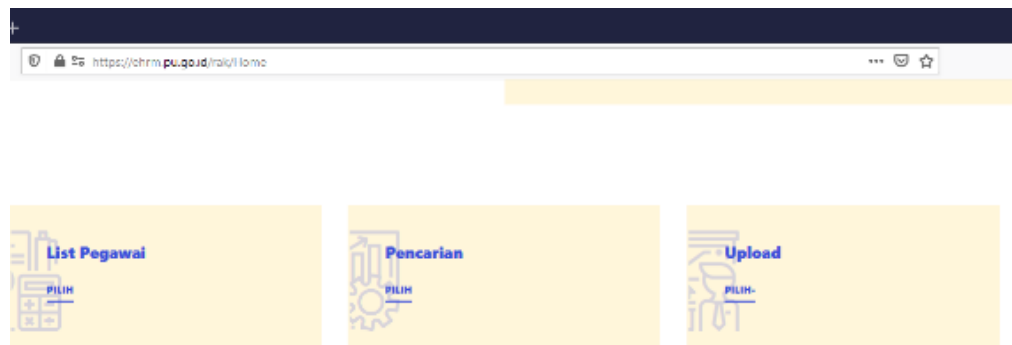 https://ehrm.pu.go.id/rak/Home
List Pegawai
PILIH
Pencarian
PILIH
Upload
PILIH-